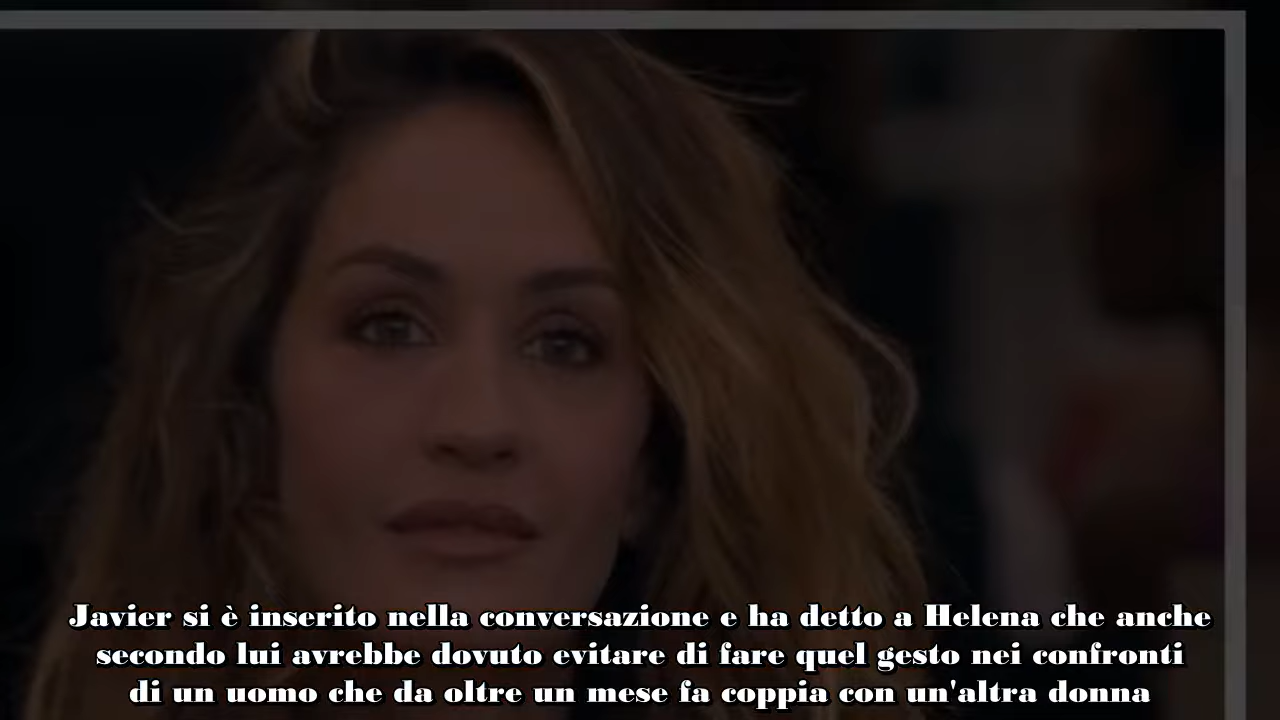 Javier si è inserito nella conversazione e ha detto a Helena che anche
secondo lui avrebbe dovuto evitare di fare quel gesto nei confronti
di un uomo che da oltre un mese fa coppia con un'altra donna